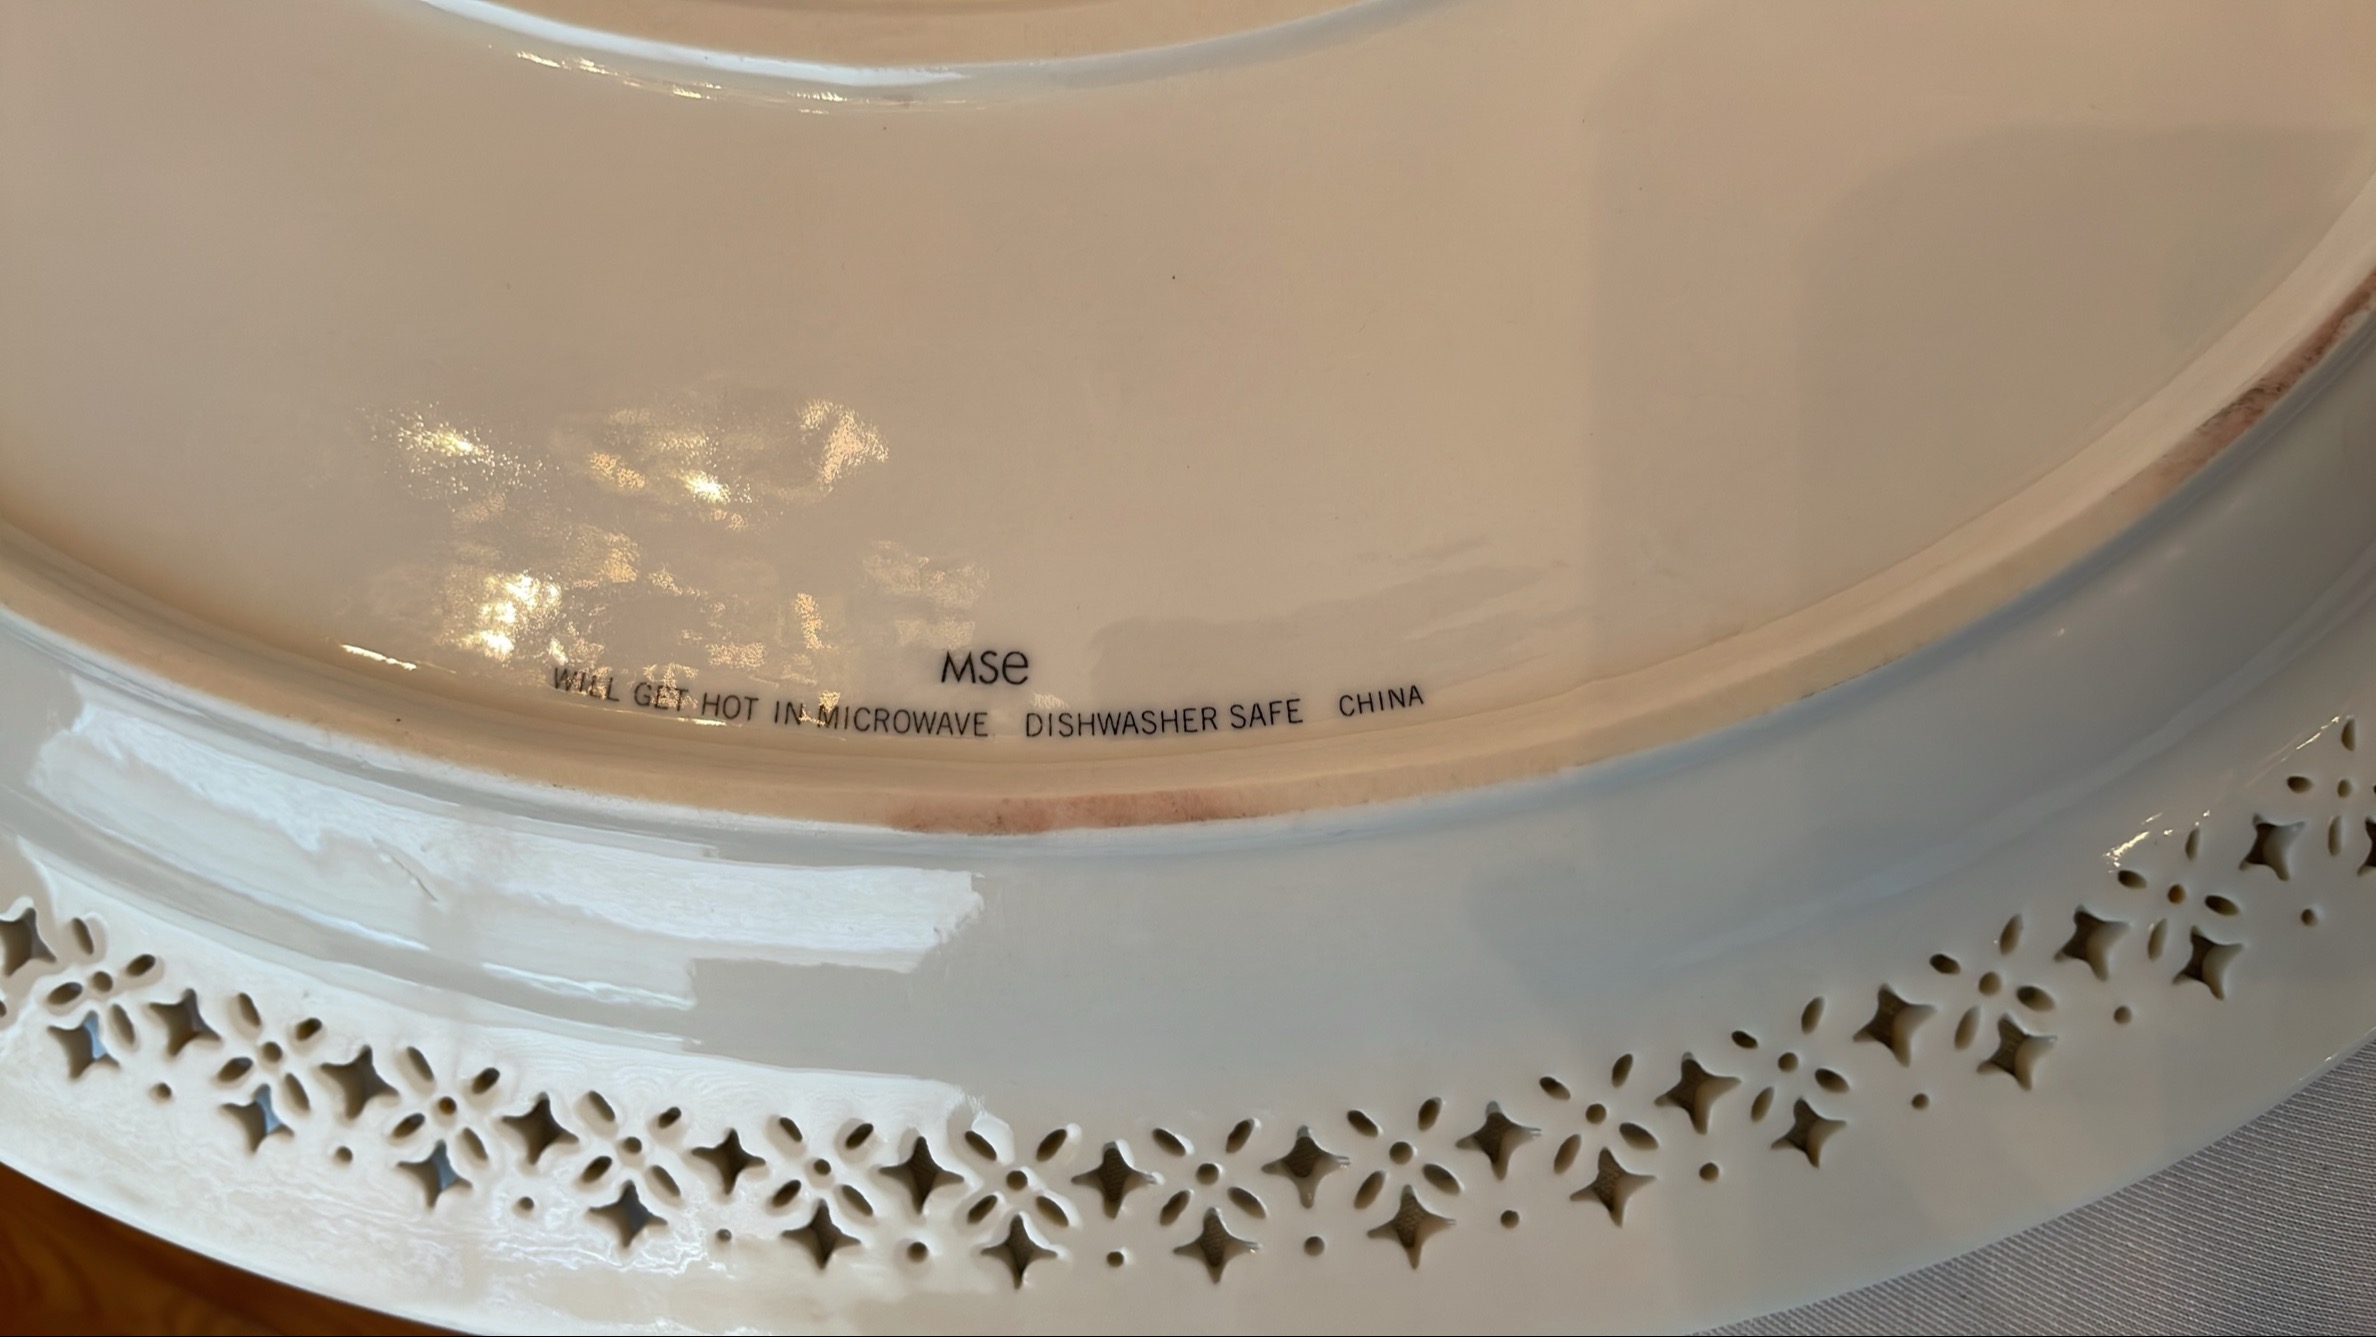 MSe
WILL GET HOT IN MICROWAVE DISHWASHER SAFE CHINA